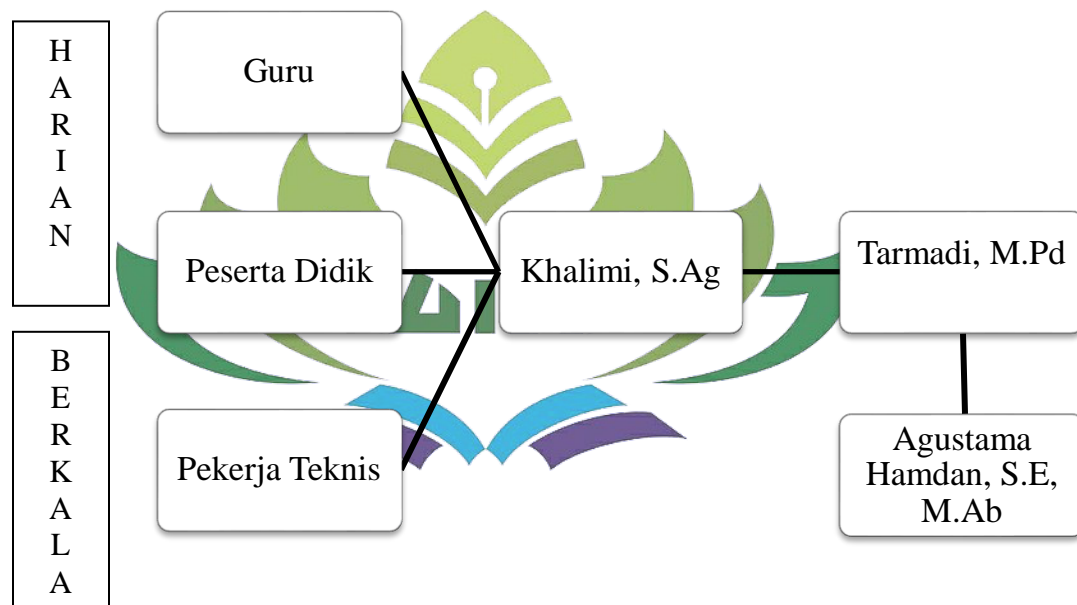 H
A
R
I
A
N
Guru
Peserta Didik
Khalimi, S.Ag
Tarmadi, M.Pd
B
E
R
K
A
L
A
Pekerja Teknis
Agustama
Hamdan, S.E,
M.Ab